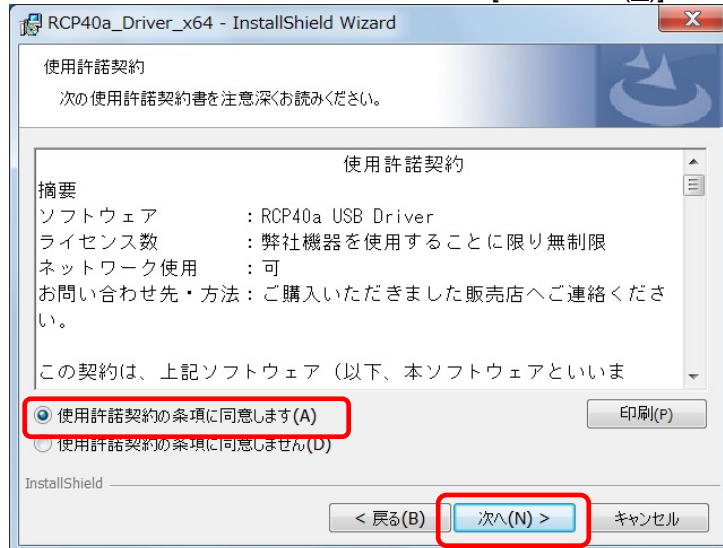 RCP40a_Driver_x64 - InstallShield Wizard
使用許諾契約
次の使用許諾契約書を注意深くお読みください。
使用許諾契約
摘要
ソフトウェア　　　：RCP40a USB Driver
ライセンス数　　　：弊社機器を使用することに限り無制限
ネットワーク使用　：可
お問い合わせ先・方法：ご購入いただきました販売店へご連絡くださ
い。
この契約は、上記ソフトウェア（以下、本ソフトウェアといいま
使用許諾契約の条項に同意します(A)
印刷(P)
使用許諾契約の条項に同意しません(D)
InstallShield
< 戻る(B)
次へ(N) >
キャンセル